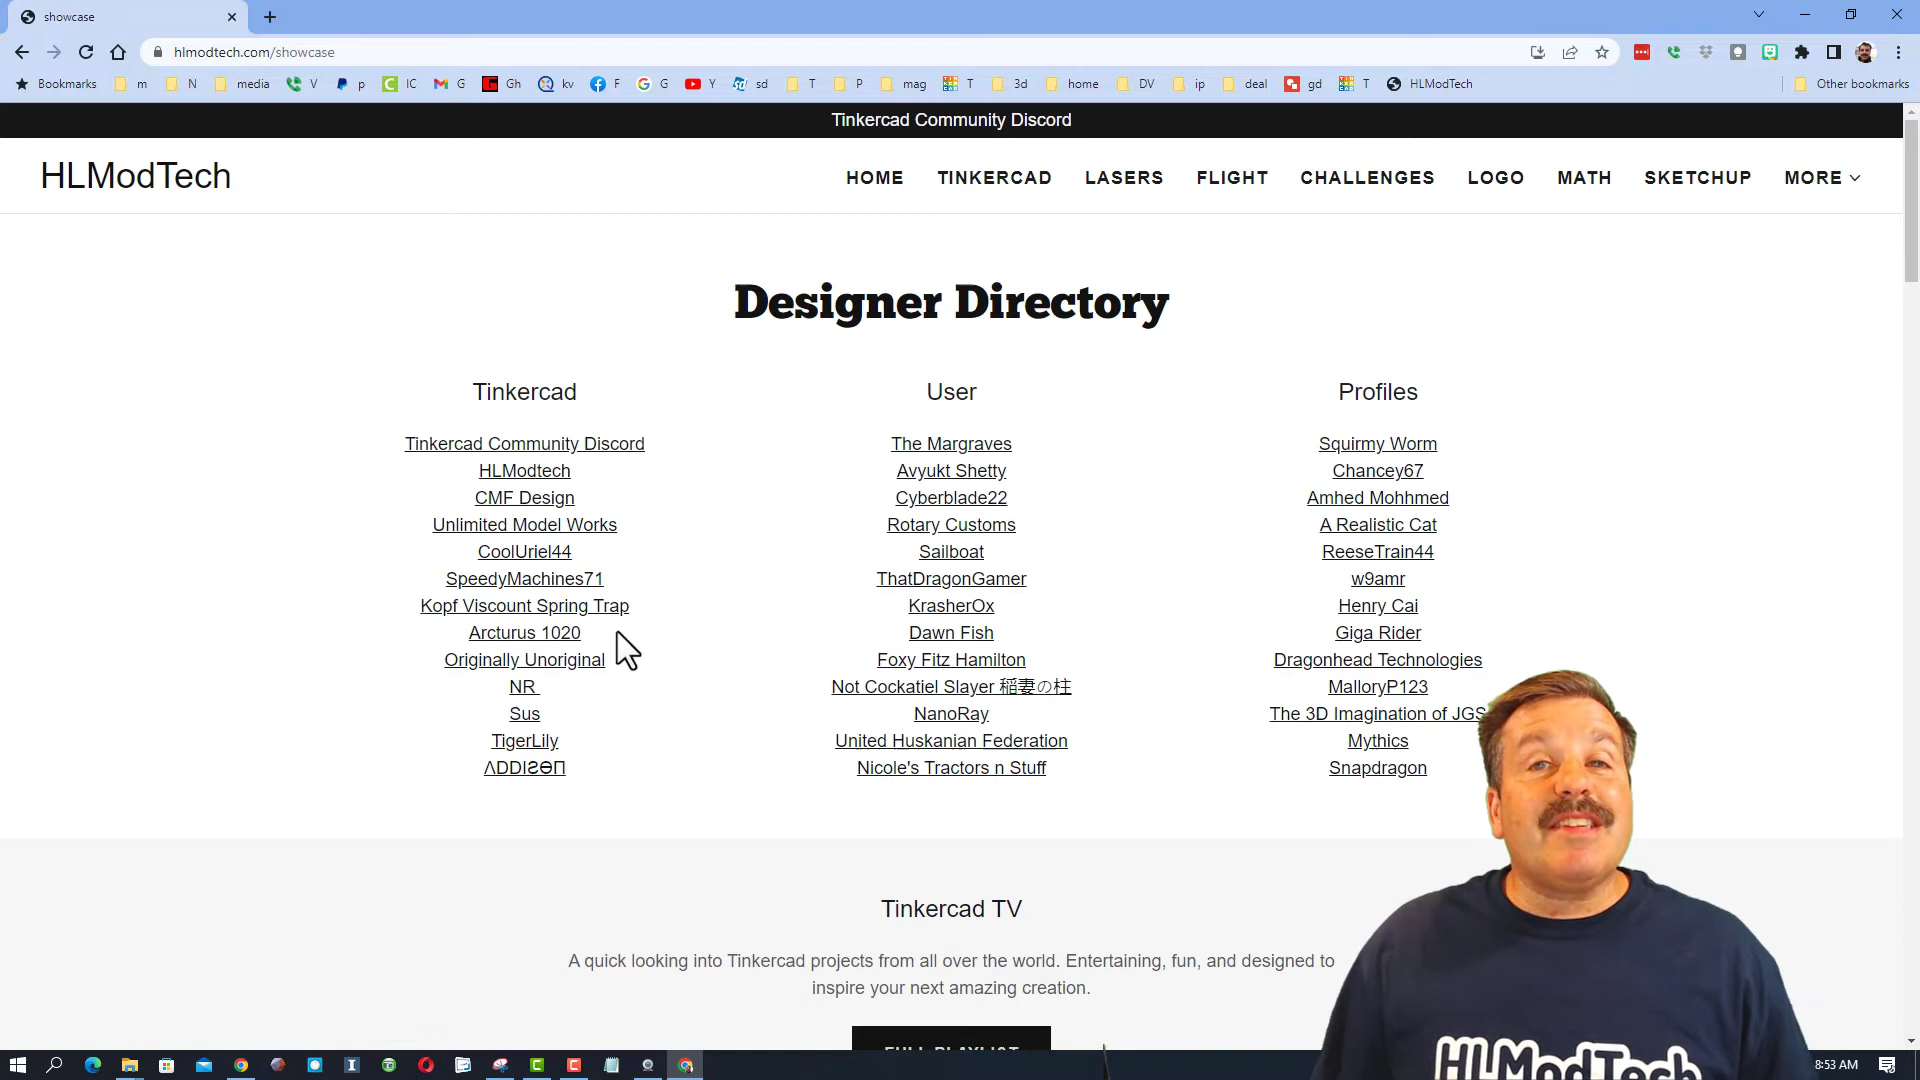 showcase
hlmodtech.com/showcase
Bookmarks m N media V p IC G Gh kv F G Y sd T P mag T 3d home DV ip deal gd T HLModTech Other bookmarks
Tinkercad Community Discord
HLModTech
HOME TINKERCAD LASERS FLIGHT CHALLENGES LOGO MATH SKETCHUP MORE
Designer Directory
Tinkercad
Tinkercad Community Discord
HLModtech
CMF Design
Unlimited Model Works
CoolUriel44
SpeedyMachines71
Kopf Viscount Spring Trap
Arcturus 1020
Originally Unoriginal
NR
Sus
TigerLily
ΛDDIƧӨП
User
The Margraves
Avyukt Shetty
Cyberblade22
Rotary Customs
Sailboat
ThatDragonGamer
KrasherOx
Dawn Fish
Foxy Fitz Hamilton
Not Cockatiel Slayer 稲妻の柱
NanoRay
United Huskanian Federation
Nicole's Tractors n Stuff
Profiles
Squirmy Worm
Chancey67
Amhed Mohhmed
A Realistic Cat
ReeseTrain44
w9amr
Henry Cai
Giga Rider
Dragonhead Technologies
MalloryP123
The 3D Imagination of JGS
Mythics
Snapdragon
Tinkercad TV
A quick looking into Tinkercad projects from all over the world. Entertaining, fun, and designed to
inspire your next amazing creation.
FULL PLAYLIST
HLModTech
8:53 AM